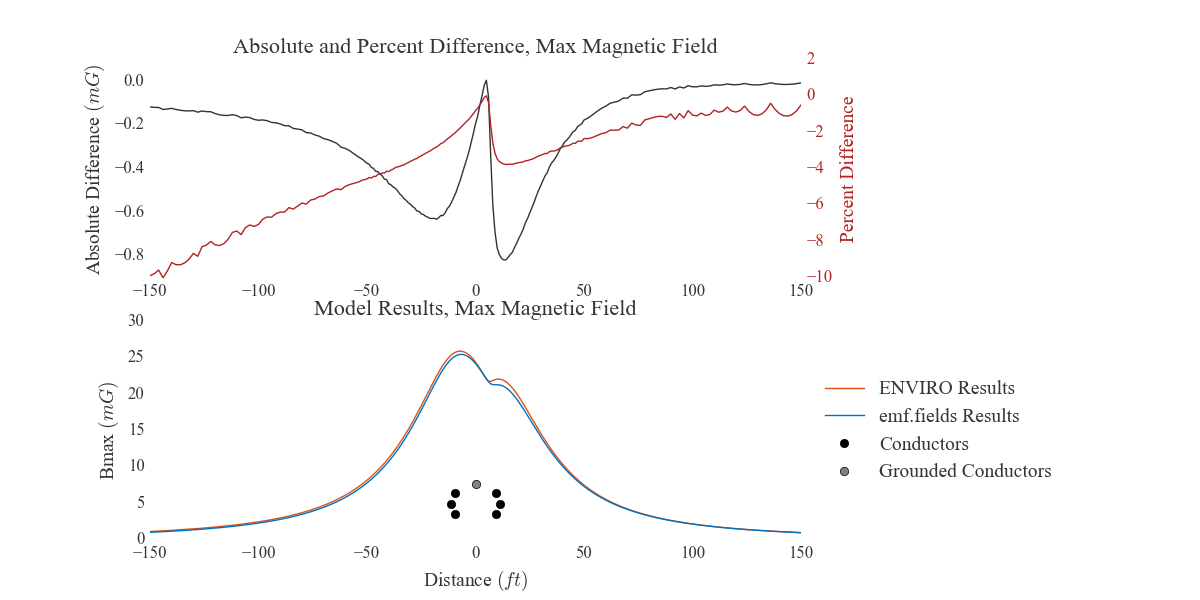 Absolute and Percent Difference, Max Magnetic Field
Absolute Difference (mG)
0.0
−0.2
−0.4
−0.6
−0.8
2
0
−2
−4
−6
−8
−10
Percent Difference
−150 −100 −50 0 50 100 150
Model Results, Max Magnetic Field
Bmax (mG)
30
25
20
15
10
5
0
−150 −100 −50 0 50 100 150
Distance (ft)
ENVIRO Results
emf.fields Results
Conductors
Grounded Conductors